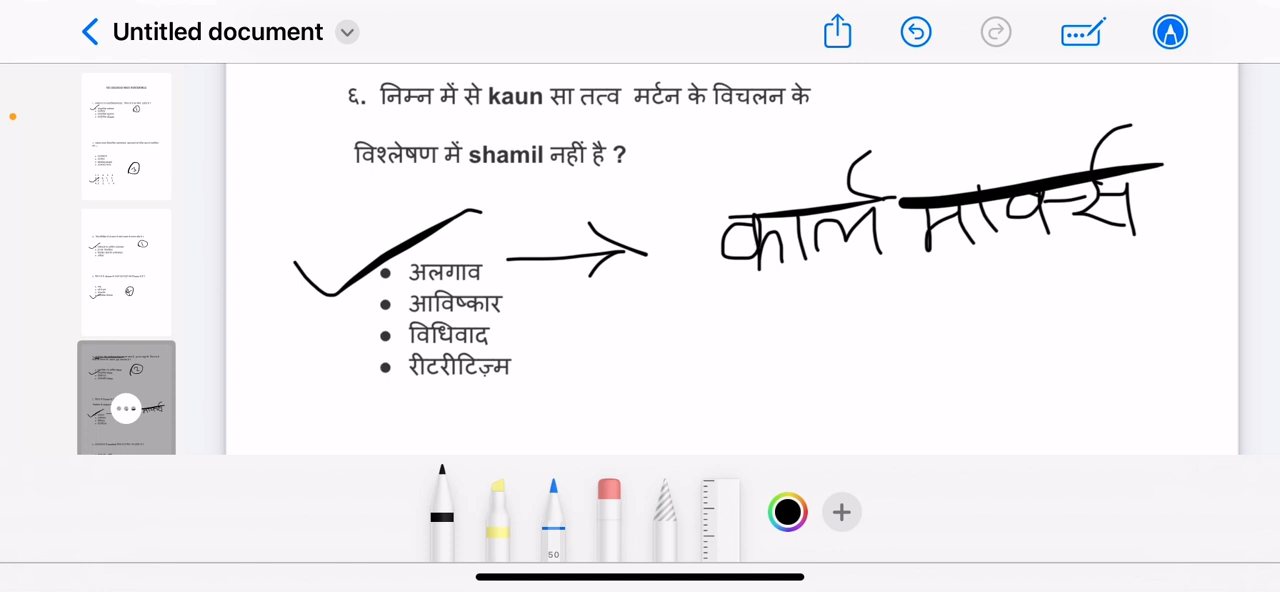 Untitled document
६. निम्न में से kaun सा तत्व मर्टन के विचलन के
विश्लेषण में shamil नहीं है ?
• अलगाव
कार्ल मार्क्स
• आविष्कार
• विधिवाद
• रीटरीटिज़्म
50